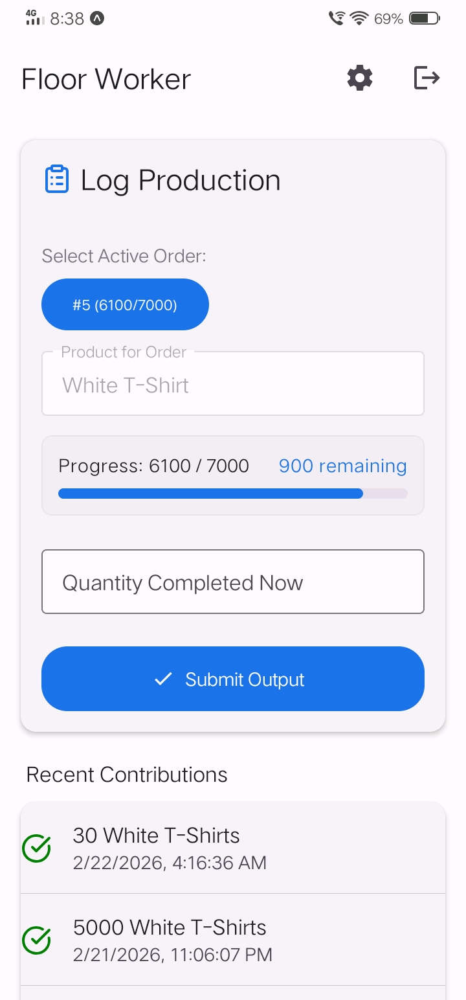 4G 8:38 69%
Floor Worker
Log Production
Select Active Order:
#5 (6100/7000)
Product for Order
White T-Shirt
Progress: 6100 / 7000 900 remaining
Quantity Completed Now
Submit Output
Recent Contributions
30 White T-Shirts
2/22/2026, 4:16:36 AM
5000 White T-Shirts
2/21/2026, 11:06:07 PM